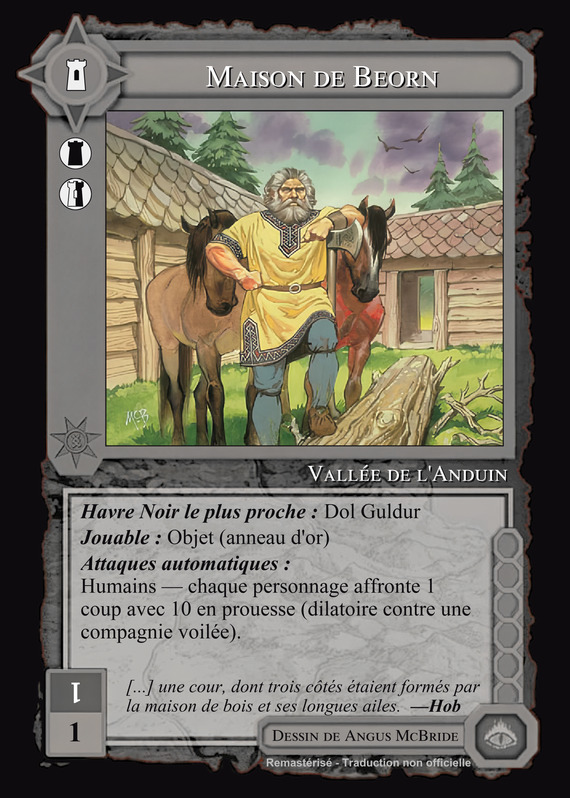 Maison de Beorn
McB
Vallée de l'Anduin
Havre Noir le plus proche : Dol Guldur
Jouable : Objet (anneau d'or)
Attaques automatiques :
Humains — chaque personnage affronte 1
coup avec 10 en prouesse (dilatoire contre une
compagnie voilée).
[...] une cour, dont trois côtés étaient formés par
la maison de bois et ses longues ailes. —Hob
1
1
Dessin de Angus McBride
Remastérisé - Traduction non officielle